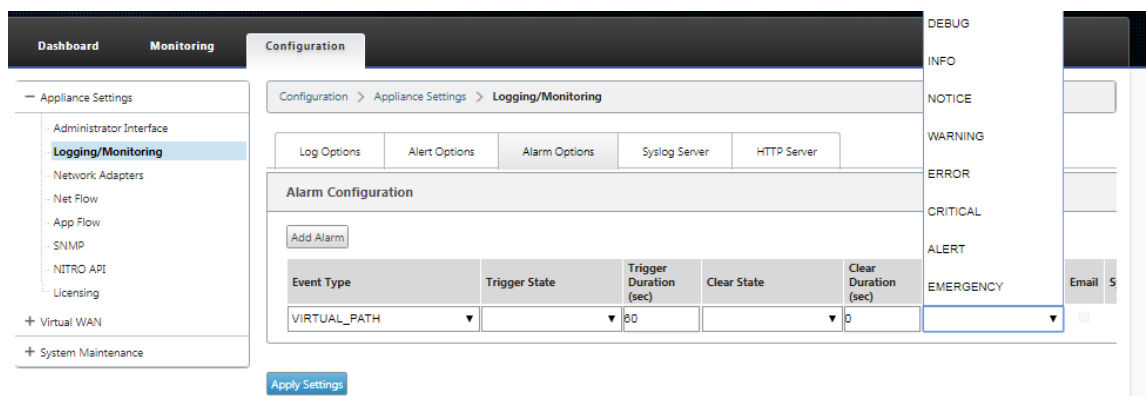 DEBUG
Dashboard Monitoring Configuration
INFO
− Appliance Settings
Configuration > Appliance Settings > Logging/Monitoring
NOTICE
Administrator Interface
Logging/Monitoring
Network Adapters
Net Flow
App Flow
SNMP
NITRO API
Licensing
+ Virtual WAN
+ System Maintenance
Log Options Alert Options Alarm Options Syslog Server HTTP Server
WARNING
ERROR
CRITICAL
ALERT
EMERGENCY
Alarm Configuration
Add Alarm
Event Type Trigger State Trigger Duration (sec) Clear State Clear Duration (sec) Email S
VIRTUAL_PATH 60 0
Apply Settings